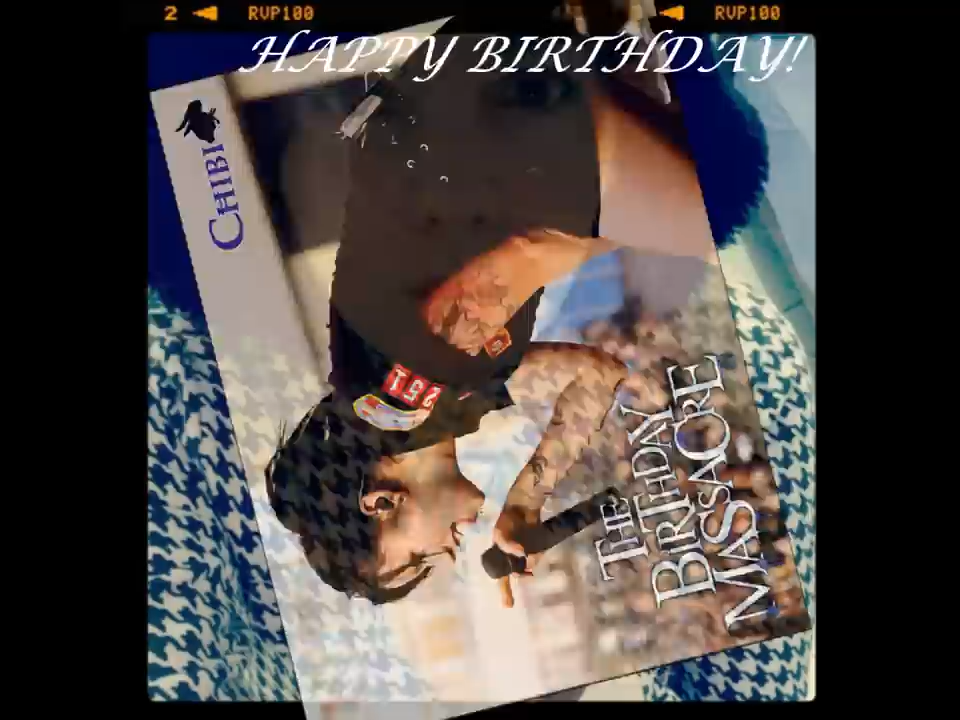 2 RVP100 RVP100
HAPPY BIRTHDAY!
CHIBI
THE
BIRTHDAY
MASSACRE